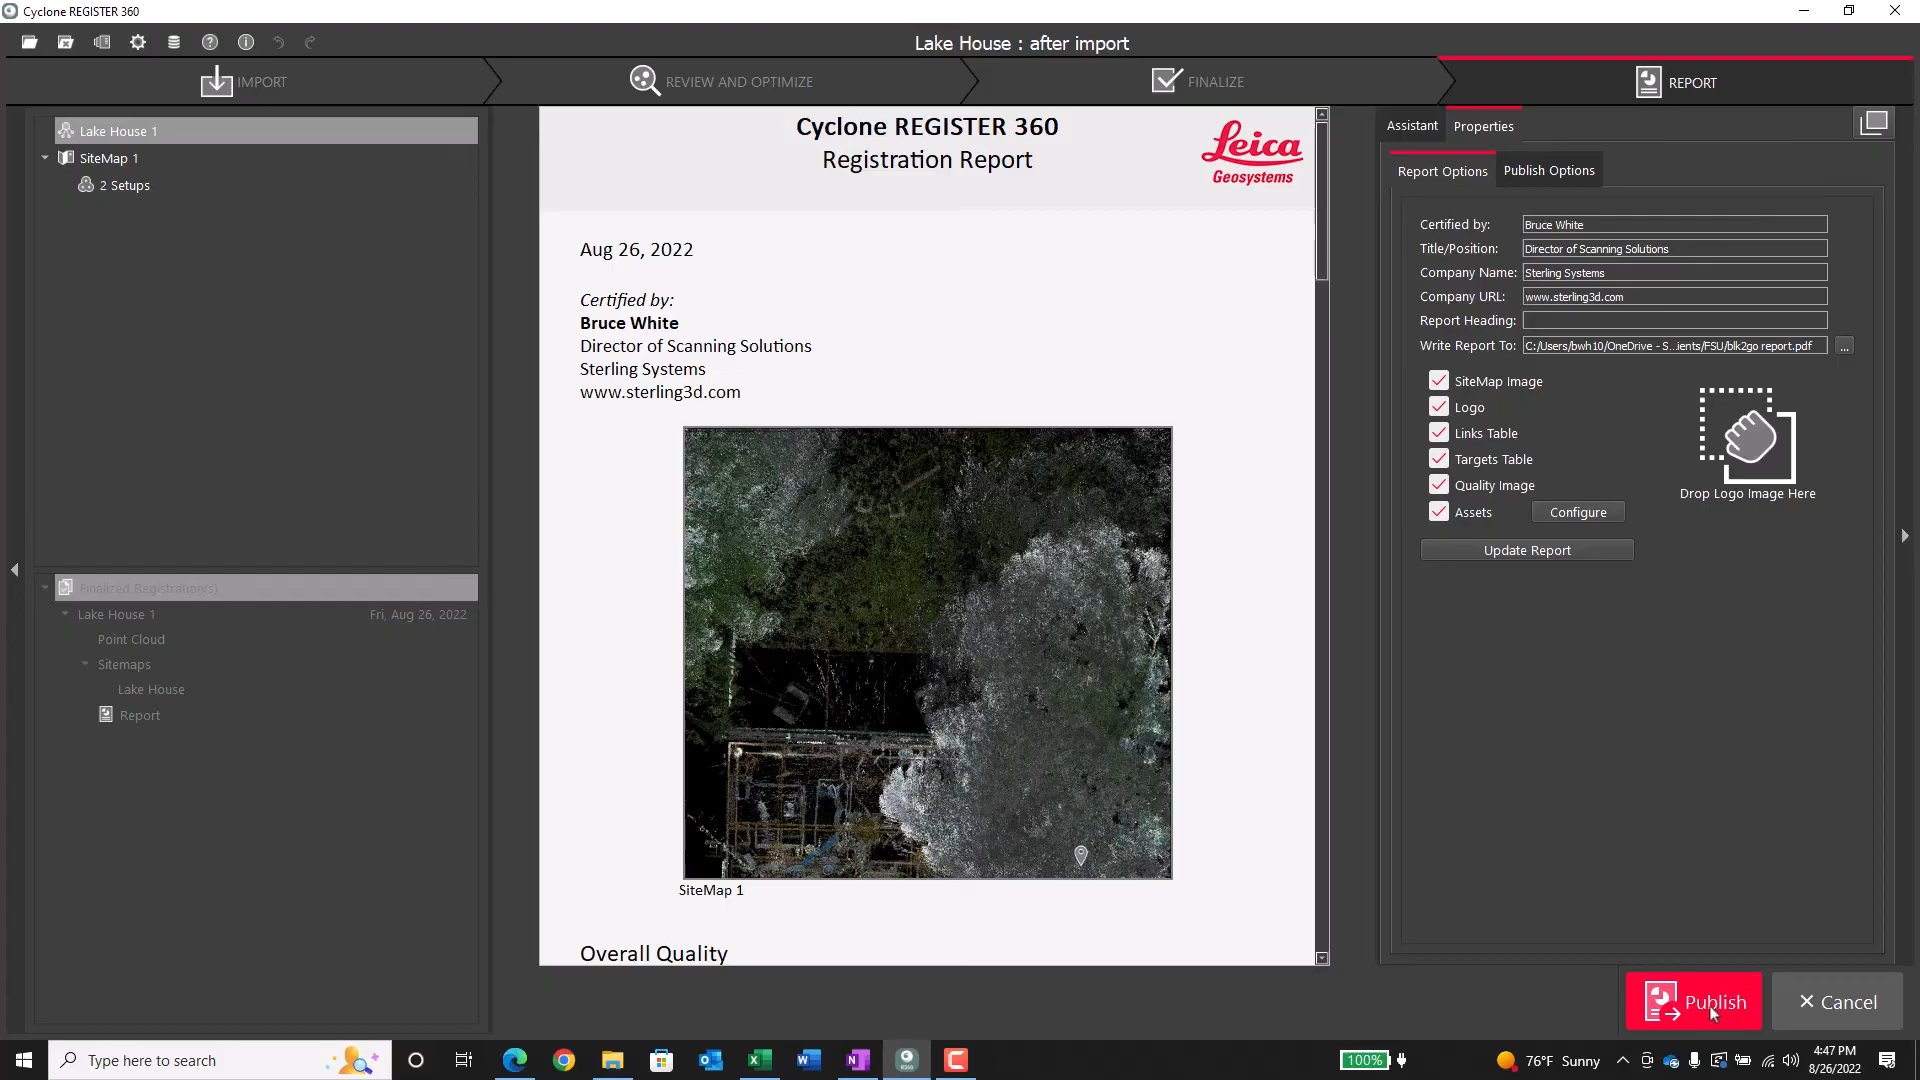 Cyclone REGISTER 360
Lake House : after import
IMPORT
REVIEW AND OPTIMIZE
FINALIZE
REPORT
Lake House 1
SiteMap 1
2 Setups
Finalized Registration(s)
Lake House 1 Fri, Aug 26, 2022
Point Cloud
Sitemaps
Lake House
Report
Cyclone REGISTER 360
Registration Report
Leica
Geosystems
Aug 26, 2022
Certified by:
Bruce White
Director of Scanning Solutions
Sterling Systems
www.sterling3d.com
SiteMap 1
Overall Quality
Assistant Properties
Report Options Publish Options
Certified by: Bruce White
Title/Position: Director of Scanning Solutions
Company Name: Sterling Systems
Company URL: www.sterling3d.com
Report Heading:
Write Report To: C:/Users/bwh10/OneDrive - S...ients/FSU/blk2go report.pdf ...
SiteMap Image
Logo
Links Table
Targets Table
Quality Image
Assets Configure
Drop Logo Image Here
Update Report
Publish
Cancel
Type here to search
100%
76°F Sunny
4:47 PM
8/26/2022